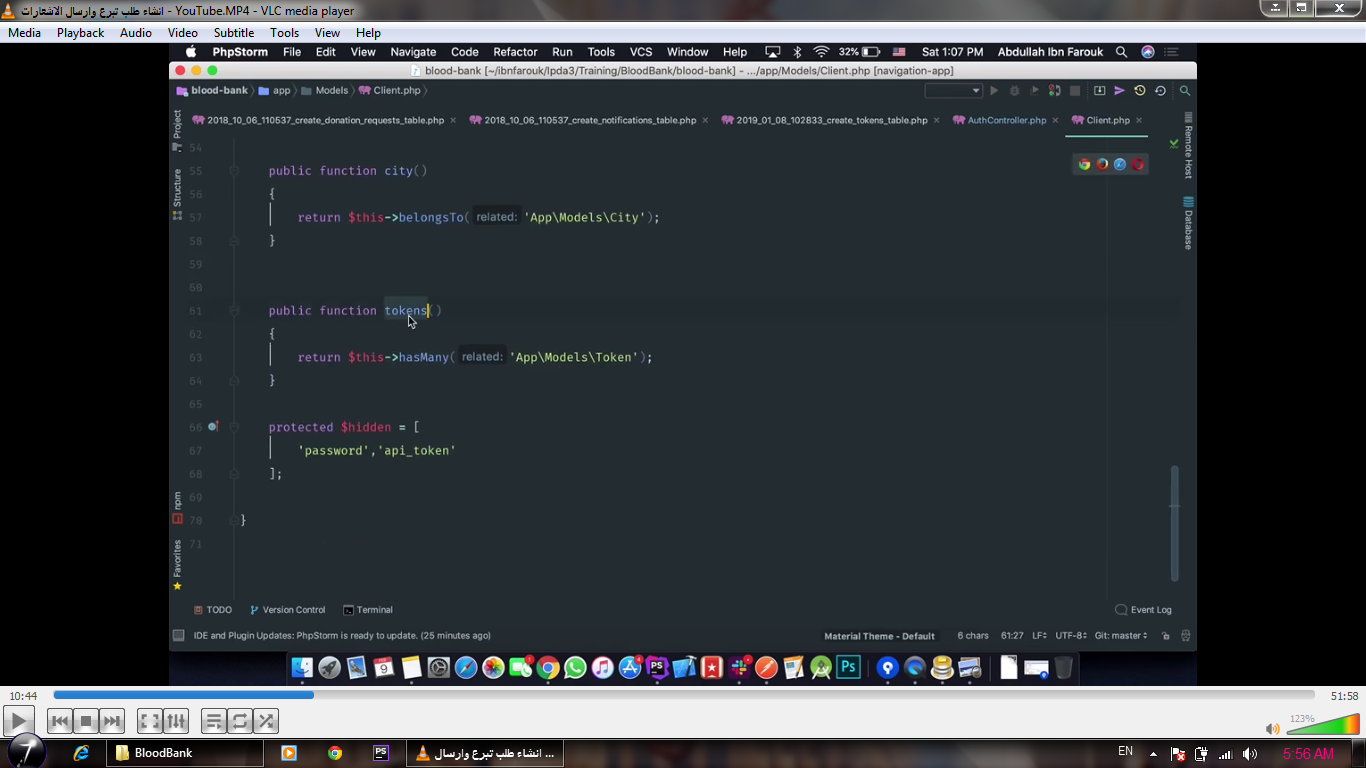 انشاء طلب تبرع وارسال الاشعارات - YouTube.MP4 - VLC media player
Media Playback Audio Video Subtitle Tools View Help
PhpStorm File Edit View Navigate Code Refactor Run Tools VCS Window Help 32% Sat 1:07 PM Abdullah Ibn Farouk
blood-bank [~/ibnfarouk/Ipda3/Training/BloodBank/blood-bank] - .../app/Models/Client.php [navigation-app]
blood-bank app Models Client.php
Project
2018_10_06_110537_create_donation_requests_table.php 2018_10_06_110537_create_notifications_table.php 2019_01_08_102833_create_tokens_table.php AuthController.php Client.php
Remote Host
Structure
Database
54
55 public function city()
56 {
57 return $this->belongsTo( related: 'App\Models\City');
58 }
59
60
61 public function tokens()
62 {
63 return $this->hasMany( related: 'App\Models\Token');
64 }
65
66 protected $hidden = [
67 'password','api_token'
68 ];
69
70 }
71
npm
Favorites
TODO Version Control Terminal Event Log
IDE and Plugin Updates: PhpStorm is ready to update. (25 minutes ago) Material Theme - Default 6 chars 61:27 LF UTF-8 Git: master
9 PS Ps
10:44 51:58
123%
7 BloodBank PS انشاء طلب تبرع وارسال ... EN 5:56 AM